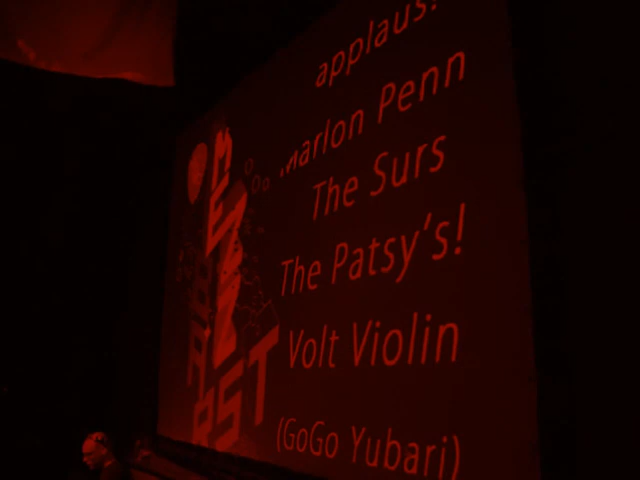 applaus!
Marlon Penn
The Surs
The Patsy's!
Volt Violin
(GoGo Yubari)